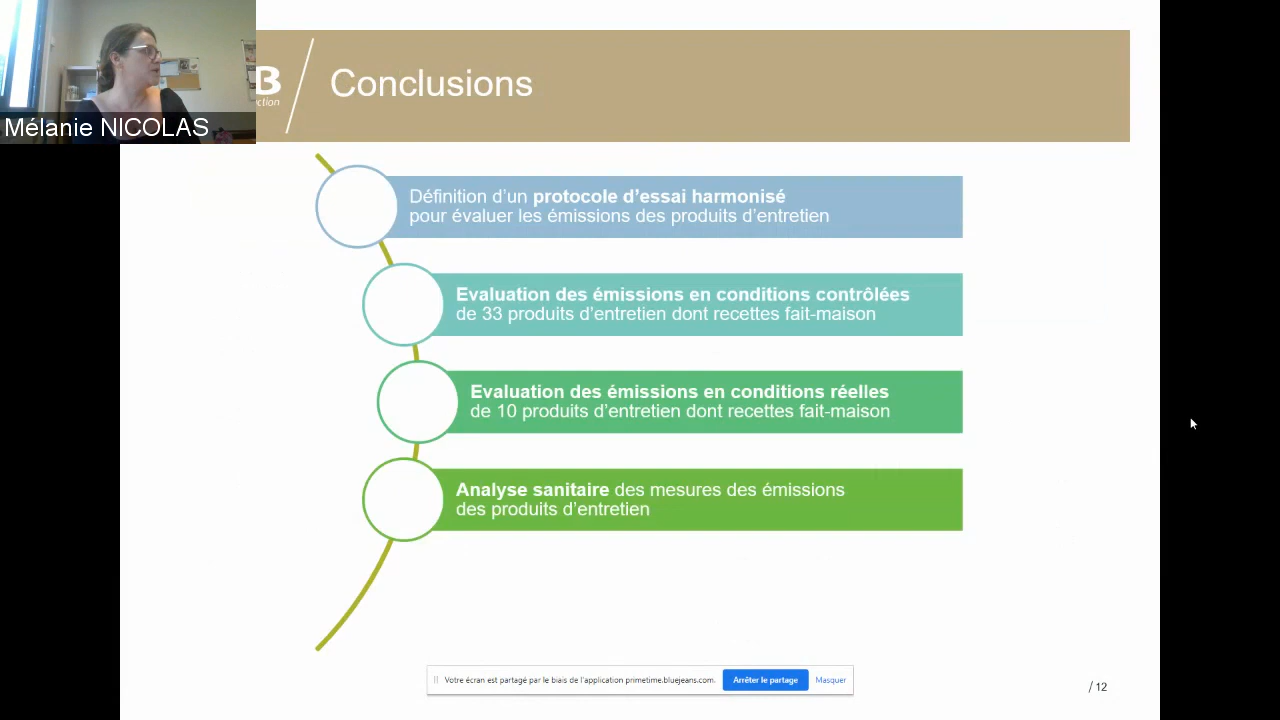 B
ction
Conclusions
Mélanie NICOLAS
Définition d'un protocole d'essai harmonisé
pour évaluer les émissions des produits d'entretien
Evaluation des émissions en conditions contrôlées
de 33 produits d'entretien dont recettes fait-maison
Evaluation des émissions en conditions réelles
de 10 produits d'entretien dont recettes fait-maison
Analyse sanitaire des mesures des émissions
des produits d'entretien
Votre écran est partagé par le biais de l'application primetime.bluejeans.com.
Arrêter le partage
Masquer
/ 12